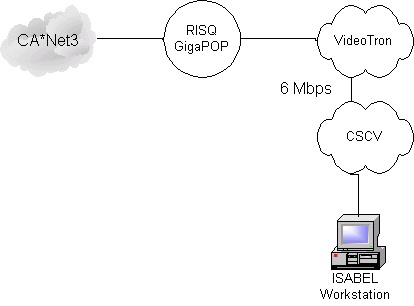 CA*Net3
RISQ
GigaPOP
VideoTron
6 Mbps
CSCV
ISABEL
Workstation